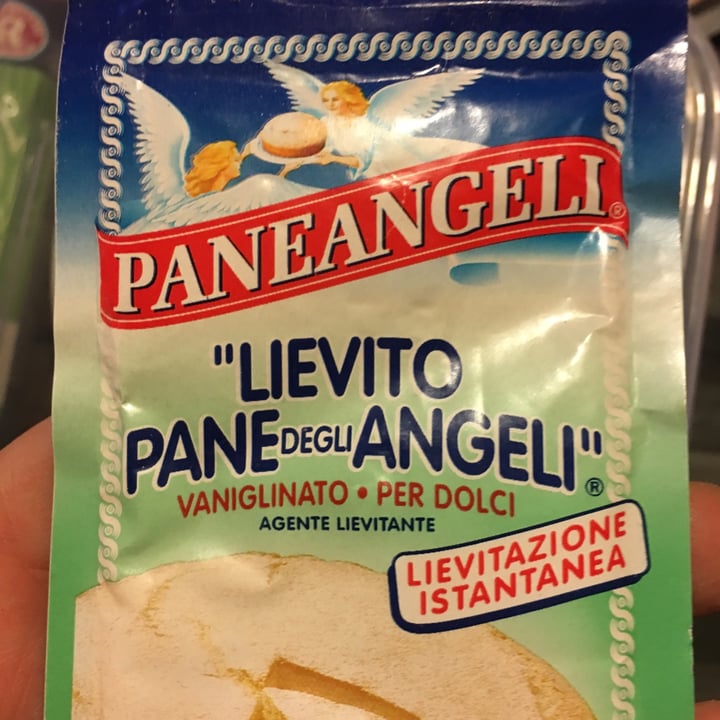 PANEANGELI®
"LIEVITO
PANE DEGLI ANGELI"®
VANIGLINATO • PER DOLCI
AGENTE LIEVITANTE
LIEVITAZIONE
ISTANTANEA